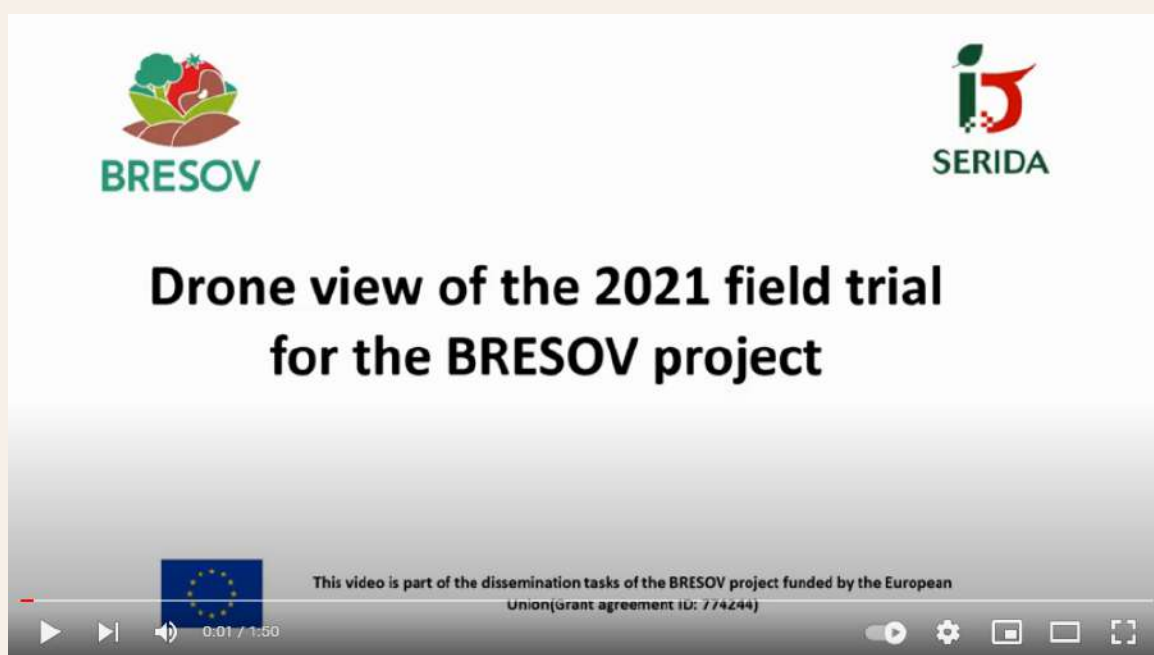 BRESOV
SERIDA
Drone view of the 2021 field trial
for the BRESOV project
This video is part of the dissemination tasks of the BRESOV project funded by the European
Union(Grant agreement ID: 774244)
0:01 / 1:50